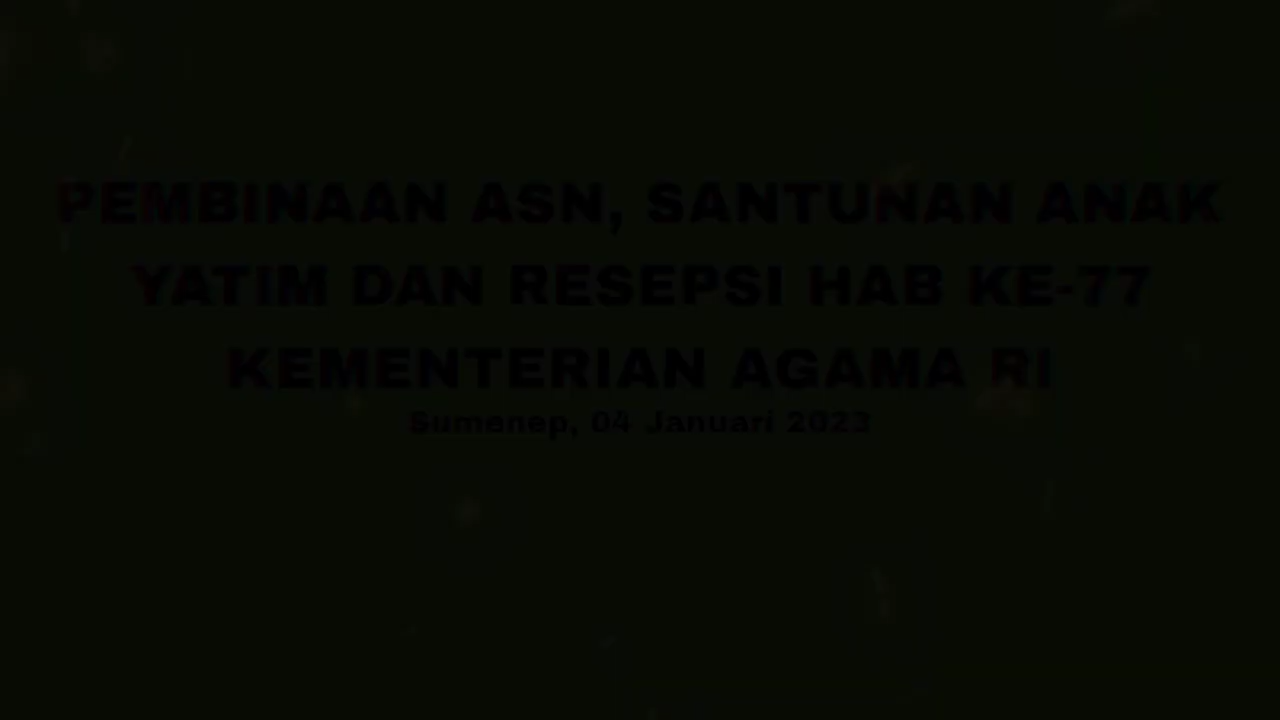 PEMBINAAN ASN, SANTUNAN ANAK
YATIM DAN RESEPSI HAB KE-77
KEMENTERIAN AGAMA RI
Sumenep, 04 Januari 2023